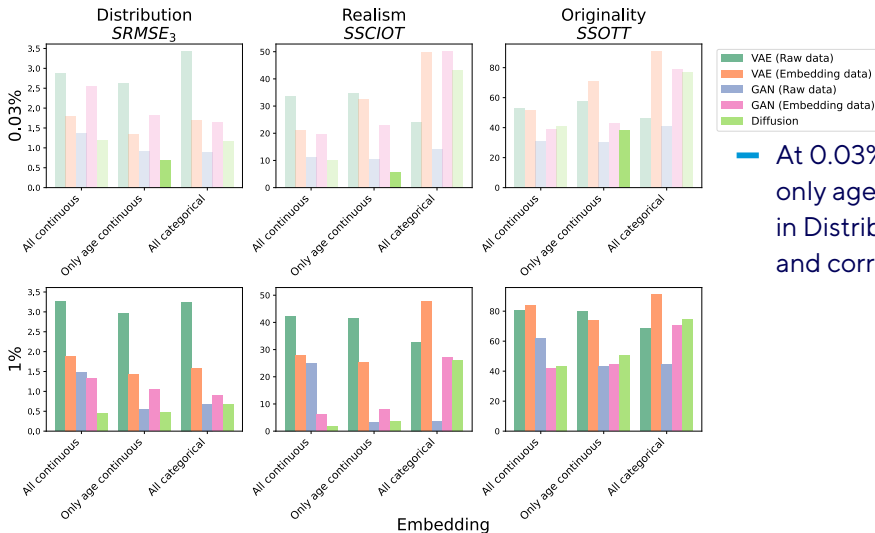 Distribution
SRMSE₃
Realism
SSCIOT
Originality
SSOTT
0.03%
3.5
3.0
2.5
2.0
1.5
1.0
0.5
0.0
50
40
30
20
10
0
80
60
40
20
0
All continuous
Only age continuous
All categorical
All continuous
Only age continuous
All categorical
All continuous
Only age continuous
All categorical
VAE (Raw data)
VAE (Embedding data)
GAN (Raw data)
GAN (Embedding data)
Diffusion
At 0.03%
only age
in Distrib
and corr
1%
3.5
3.0
2.5
2.0
1.5
1.0
0.5
0.0
50
40
30
20
10
0
80
60
40
20
0
All continuous
Only age continuous
All categorical
All continuous
Only age continuous
All categorical
All continuous
Only age continuous
All categorical
Embedding